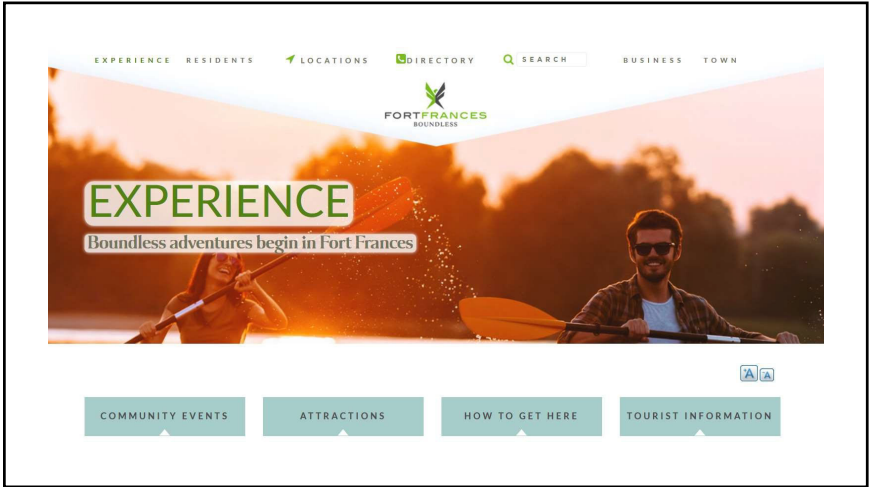 EXPERIENCE RESIDENTS LOCATIONS DIRECTORY SEARCH BUSINESS TOWN
FORTFRANCES
BOUNDLESS
EXPERIENCE
Boundless adventures begin in Fort Frances
A A
COMMUNITY EVENTS ATTRACTIONS HOW TO GET HERE TOURIST INFORMATION